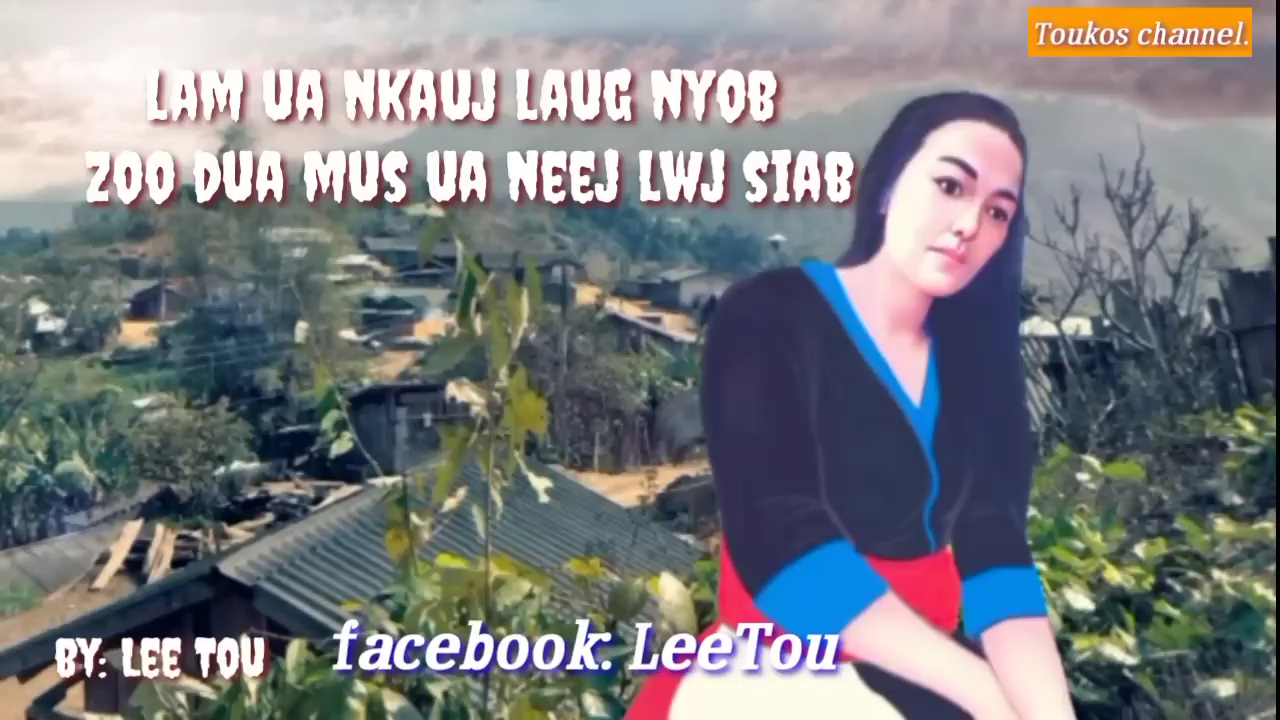 Toukos channel.
LAM UA NKAUJ LAUG NYOB
ZOO DUA MUS UA NEEJ LWJ SIAB
BY: LEE TOU
facebook: LeeTou